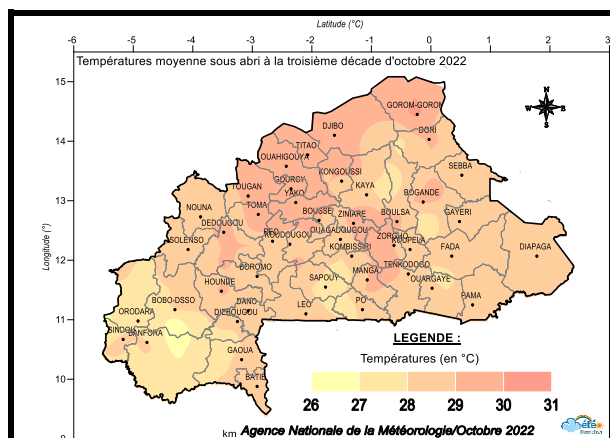 Latitude (°C)
-6 -5 -4 -3 -2 -1 0 1 2 3
Températures moyenne sous abri à la troisième décade d'octobre 2022
15
GOROM-GOROM
N
W E
S
14
DJIBO
DORI
TITAO
OUAHIGOUYA
SEBBA
KONGOUSSI
GOURCY
TOUGAN
YAKO
KAYA
BOGANDE
13
NOUNA
TOMA
BOUSSE
ZINIARE
BOULSA
GAYERI
DEDOUGOU
REO
KOUDOUGOU
OUAGADOUGOU
ZORGHO
SOLENSO
KOMBISSIRI
KOUPELA
FADA
DIAPAGA
Longitude (°C)
12
BOROMO
TENKODOGO
MANGA
HOUNDE
SAPOUY
OUARGAYE
BOBO-DSSO
DANO
PO
PAMA
ORODARA
DIEBOUGOU
LEO
11
SINDOU
BANFORA
LEGENDE :
GAOUA
Températures (en °C)
10
BATIE
26 27 28 29 30 31
9
km
Agence Nationale de la Météorologie/Octobre 2022
météo